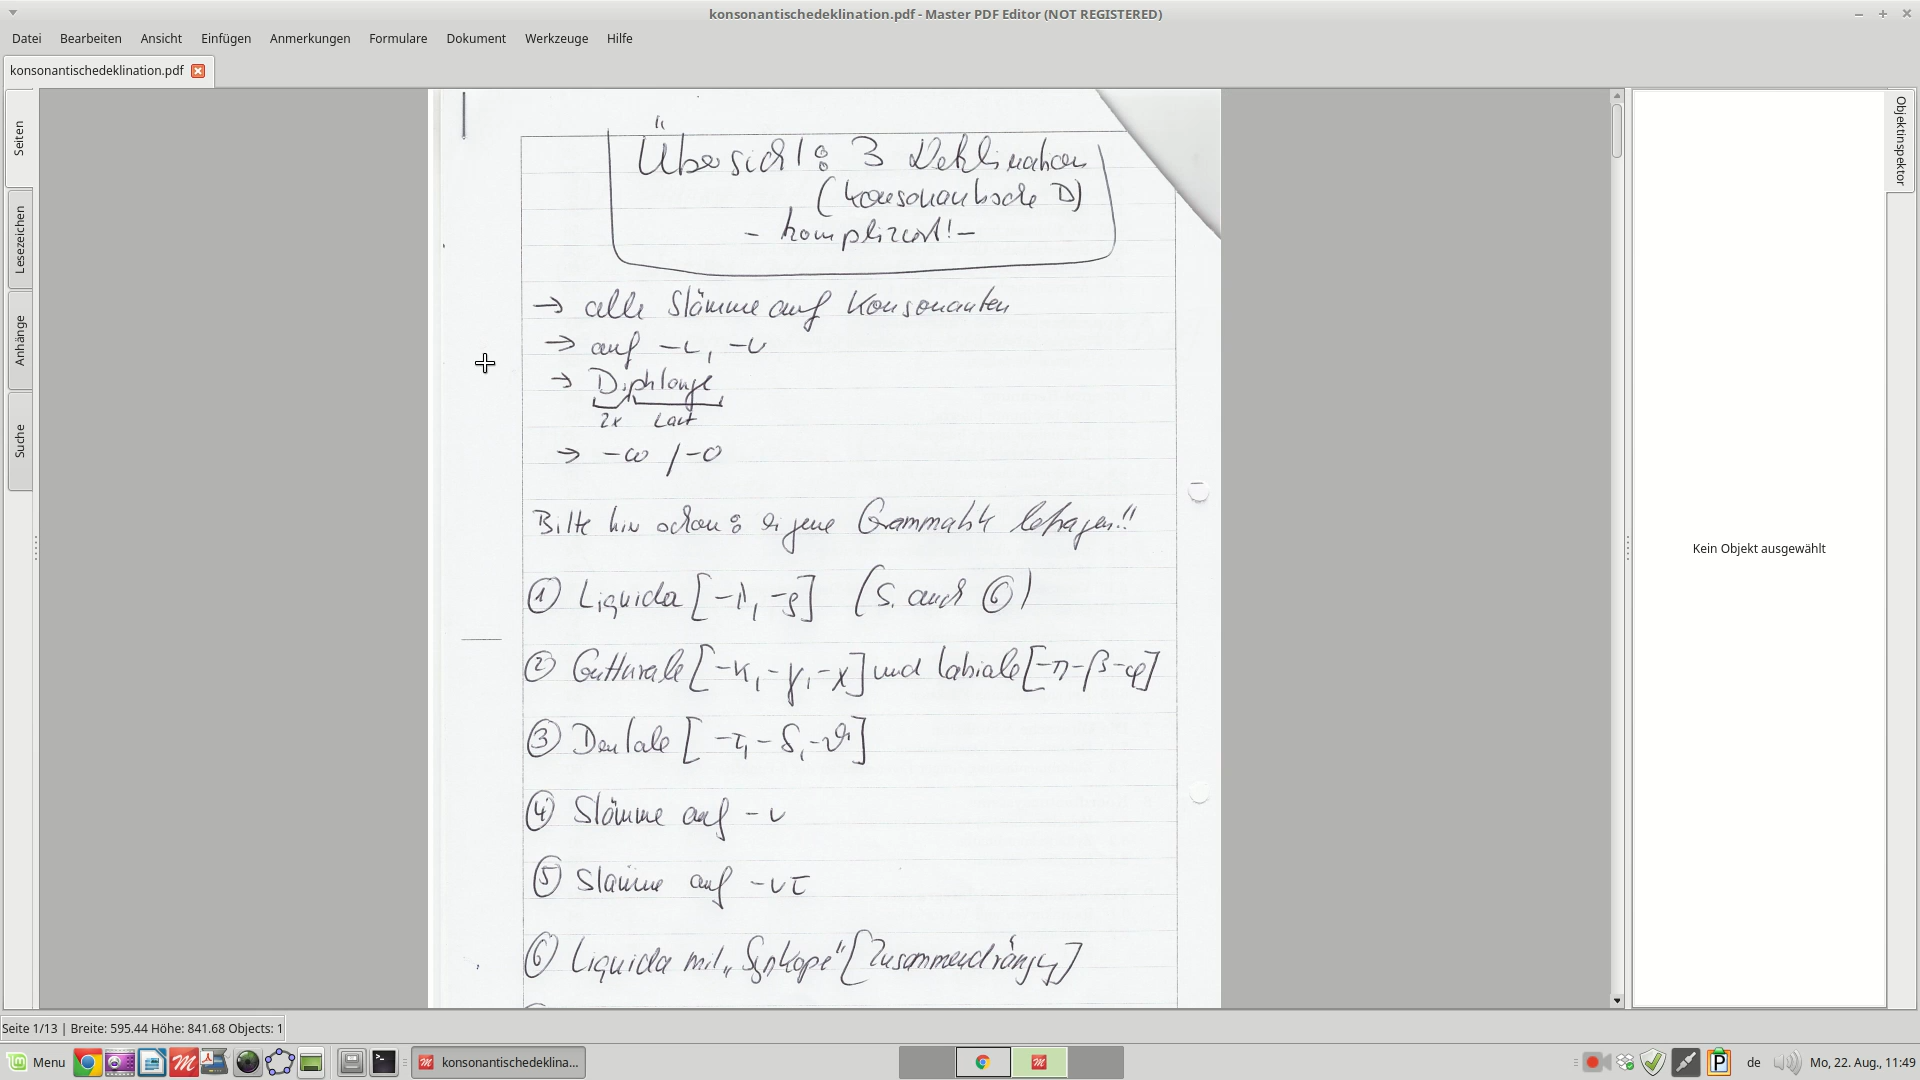 konsonantischedeklination.pdf - Master PDF Editor (NOT REGISTERED)
Datei Bearbeiten Ansicht Einfügen Anmerkungen Formulare Dokument Werkzeuge Hilfe
konsonantischedeklination.pdf
Seiten
Lesezeichen
Anhänge
Suche
Übersicht: 3 Deklination
(konsonantische D)
- kompliziert! -
→ alle Stämme auf Konsonanten
→ auf -ι, -υ
→ Diphtonge
2x Laut
→ -ω / -ο
Bitte hin schon: eigene Grammatik befragen!!
① Liquida [-λ, -ρ] (S. auch ⑥)
② Gutturale [-κ, -γ, -χ] und labiale [-π-β-φ]
③ Dentale [-τ, -δ, -ϑ]
④ Stämme auf -ν
⑤ Stämme auf -ντ
⑥ Liquida mit „Synkope“ [Zusammendrängg]
Objektinspektor
Kein Objekt ausgewählt
Seite 1/13 | Breite: 595.44 Höhe: 841.68 Objects: 1
Menu
konsonantischedeklina...
de
Mo, 22. Aug., 11:49